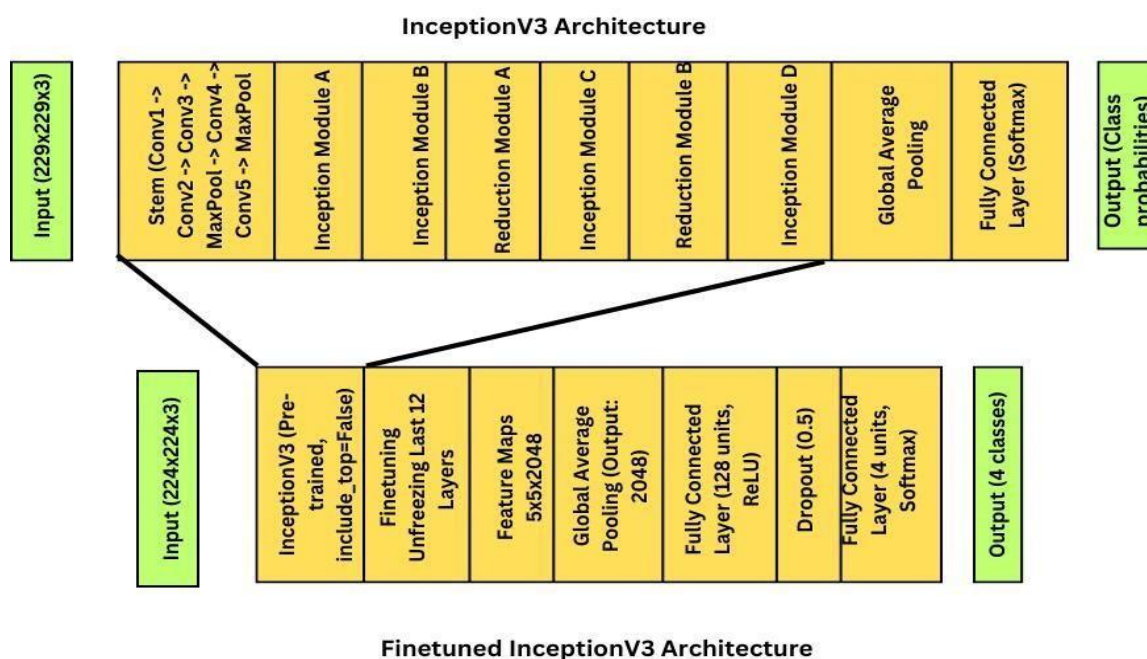 InceptionV3 Architecture
Input (229x229x3)
Stem (Conv1 ->
Conv2 -> Conv3 ->
MaxPool -> Conv4 ->
Conv5 -> MaxPool
Inception Module A
Inception Module B
Reduction Module A
Inception Module C
Reduction Module B
Inception Module D
Global Average
Pooling
Fully Connected
Layer (Softmax)
Output (Class
probabilities)
Input (224x224x3)
InceptionV3 (Pre-
trained,
include_top=False)
Finetuning
Unfreezing Last 12
Layers
Feature Maps
5x5x2048
Global Average
Pooling (Output:
2048)
Fully Connected
Layer (128 units,
ReLU)
Dropout (0.5)
Fully Connected
Layer (4 units,
Softmax)
Output (4 classes)
Finetuned InceptionV3 Architecture